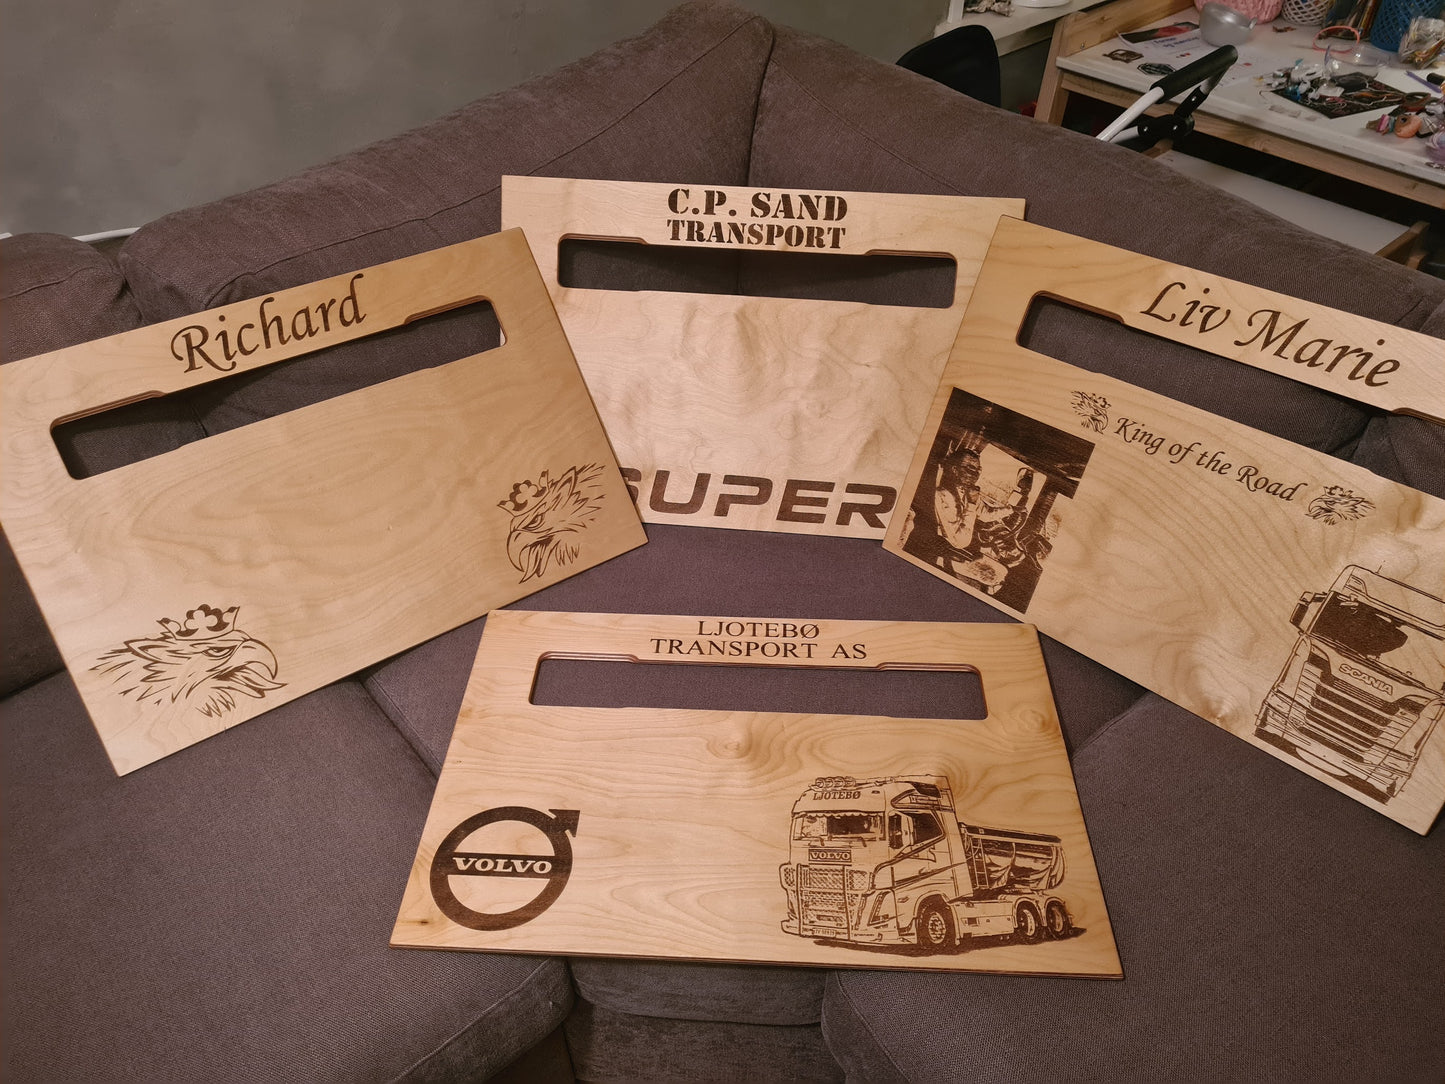 C.P. SAND
TRANSPORT
SUPER
Richard
Liv Marie
King of the Road
SCANIA
LJOTEBØ
TRANSPORT AS
VOLVO
LJOTEBØ
VOLVO